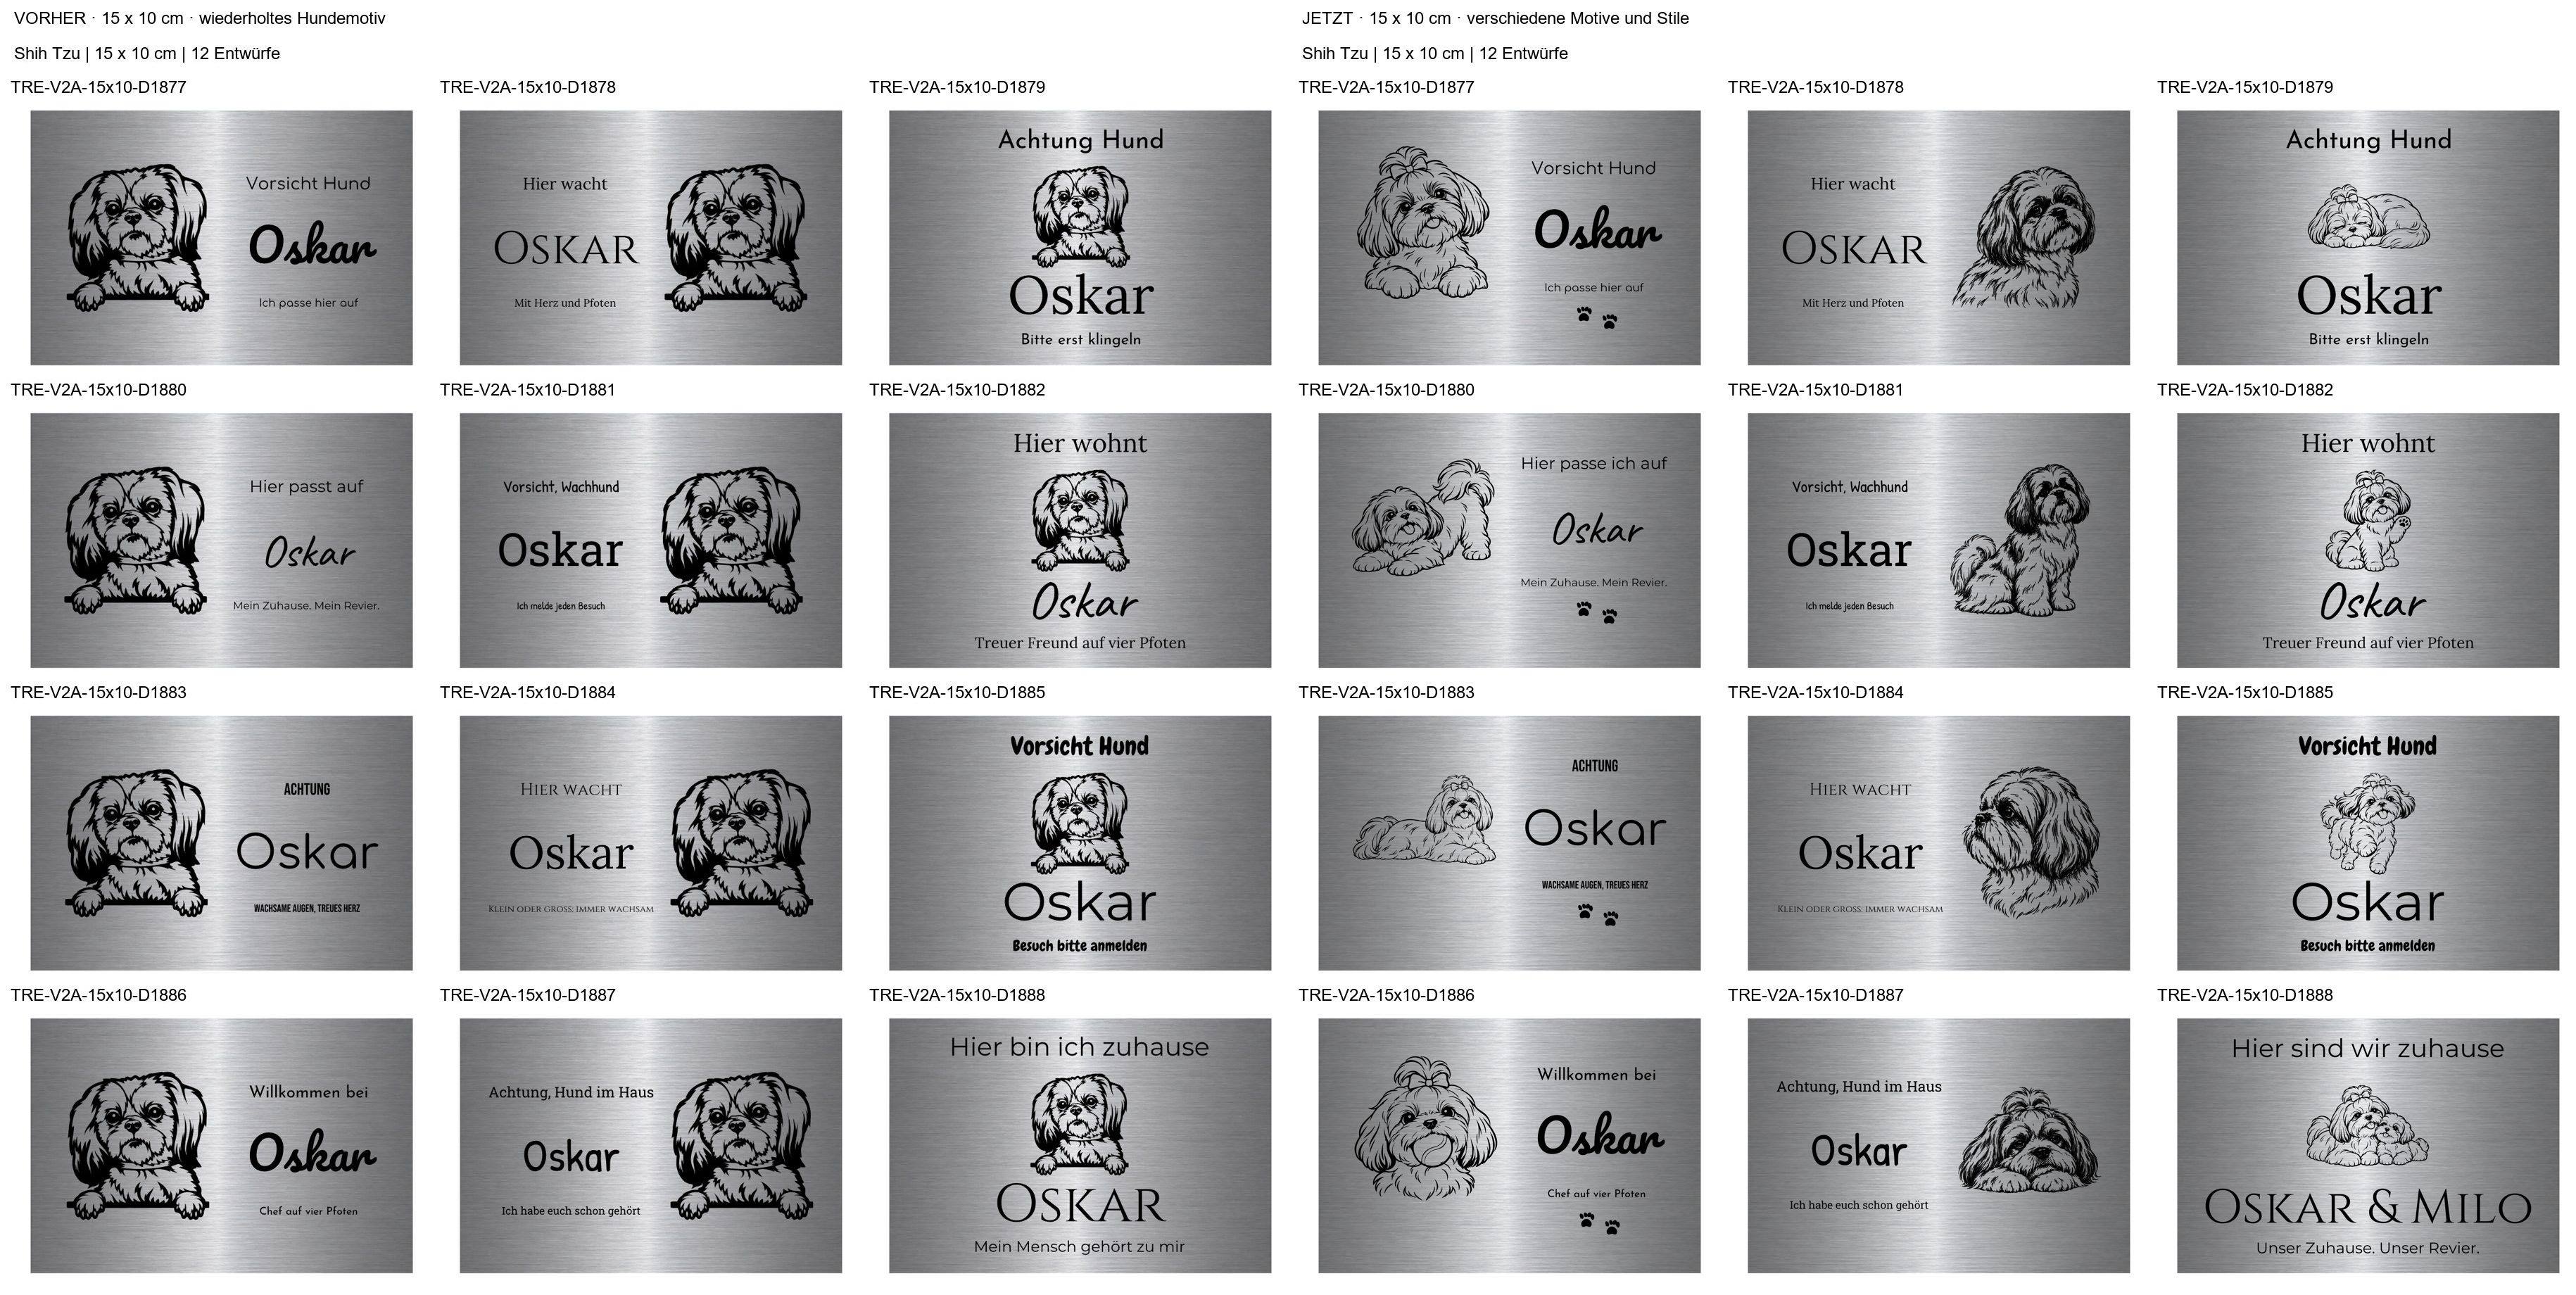 VORHER · 15 x 10 cm · wiederholtes Hundemotiv
Shih Tzu | 15 x 10 cm | 12 Entwürfe
TRE-V2A-15x10-D1877
Vorsicht Hund
Oskar
Ich passe hier auf
TRE-V2A-15x10-D1878
Hier wacht
OSKAR
Mit Herz und Pfoten
TRE-V2A-15x10-D1879
Achtung Hund
Oskar
Bitte erst klingeln
TRE-V2A-15x10-D1880
Hier passt auf
Oskar
Mein Zuhause. Mein Revier.
TRE-V2A-15x10-D1881
Vorsicht, Wachhund
Oskar
Ich melde jeden Besuch
TRE-V2A-15x10-D1882
Hier wohnt
Oskar
Treuer Freund auf vier Pfoten
TRE-V2A-15x10-D1883
ACHTUNG
Oskar
WACHSAME AUGEN, TREUES HERZ
TRE-V2A-15x10-D1884
HIER WACHT
Oskar
KLEIN ODER GROSS: IMMER WACHSAM
TRE-V2A-15x10-D1885
Vorsicht Hund
Oskar
Besuch bitte anmelden
TRE-V2A-15x10-D1886
Willkommen bei
Oskar
Chef auf vier Pfoten
TRE-V2A-15x10-D1887
Achtung, Hund im Haus
Oskar
Ich habe euch schon gehört
TRE-V2A-15x10-D1888
Hier bin ich zuhause
OSKAR
Mein Mensch gehört zu mir
JETZT · 15 x 10 cm · verschiedene Motive und Stile
Shih Tzu | 15 x 10 cm | 12 Entwürfe
TRE-V2A-15x10-D1877
Vorsicht Hund
Oskar
Ich passe hier auf
TRE-V2A-15x10-D1878
Hier wacht
OSKAR
Mit Herz und Pfoten
TRE-V2A-15x10-D1879
Achtung Hund
Oskar
Bitte erst klingeln
TRE-V2A-15x10-D1880
Hier passe ich auf
Oskar
Mein Zuhause. Mein Revier.
TRE-V2A-15x10-D1881
Vorsicht, Wachhund
Oskar
Ich melde jeden Besuch
TRE-V2A-15x10-D1882
Hier wohnt
Oskar
Treuer Freund auf vier Pfoten
TRE-V2A-15x10-D1883
ACHTUNG
Oskar
WACHSAME AUGEN, TREUES HERZ
TRE-V2A-15x10-D1884
HIER WACHT
Oskar
KLEIN ODER GROSS: IMMER WACHSAM
TRE-V2A-15x10-D1885
Vorsicht Hund
Oskar
Besuch bitte anmelden
TRE-V2A-15x10-D1886
Willkommen bei
Oskar
Chef auf vier Pfoten
TRE-V2A-15x10-D1887
Achtung, Hund im Haus
Oskar
Ich habe euch schon gehört
TRE-V2A-15x10-D1888
Hier sind wir zuhause
OSKAR & MILO
Unser Zuhause. Unser Revier.